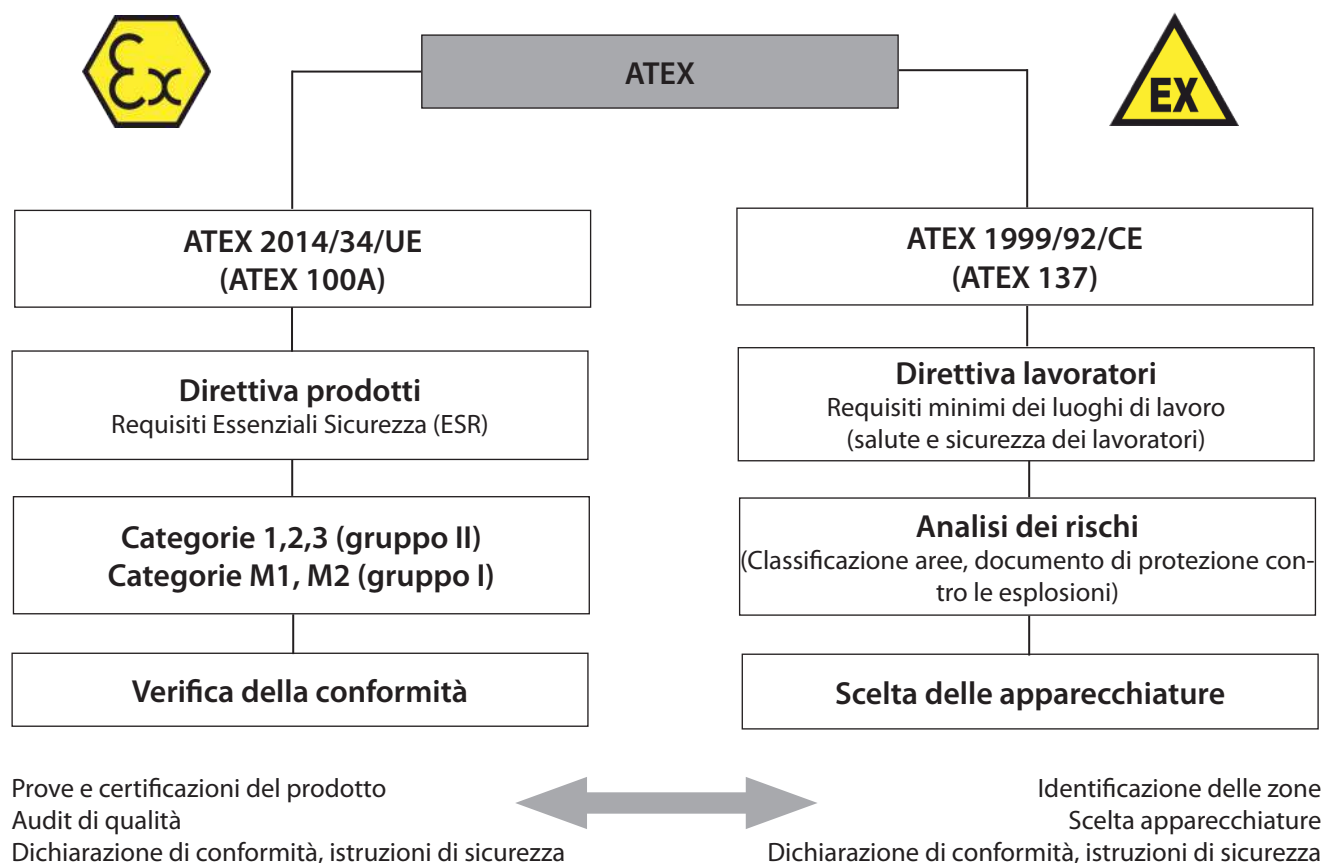 Ex
ATEX
EX
ATEX 2014/34/UE
(ATEX 100A)
Direttiva prodotti
Requisiti Essenziali Sicurezza (ESR)
Categorie 1,2,3 (gruppo II)
Categorie M1, M2 (gruppo I)
Verifica della conformità
ATEX 1999/92/CE
(ATEX 137)
Direttiva lavoratori
Requisiti minimi dei luoghi di lavoro
(salute e sicurezza dei lavoratori)
Analisi dei rischi
(Classificazione aree, documento di protezione con-
tro le esplosioni)
Scelta delle apparecchiature
Prove e certificazioni del prodotto
Audit di qualità
Dichiarazione di conformità, istruzioni di sicurezza
Identificazione delle zone
Scelta apparecchiature
Dichiarazione di conformità, istruzioni di sicurezza